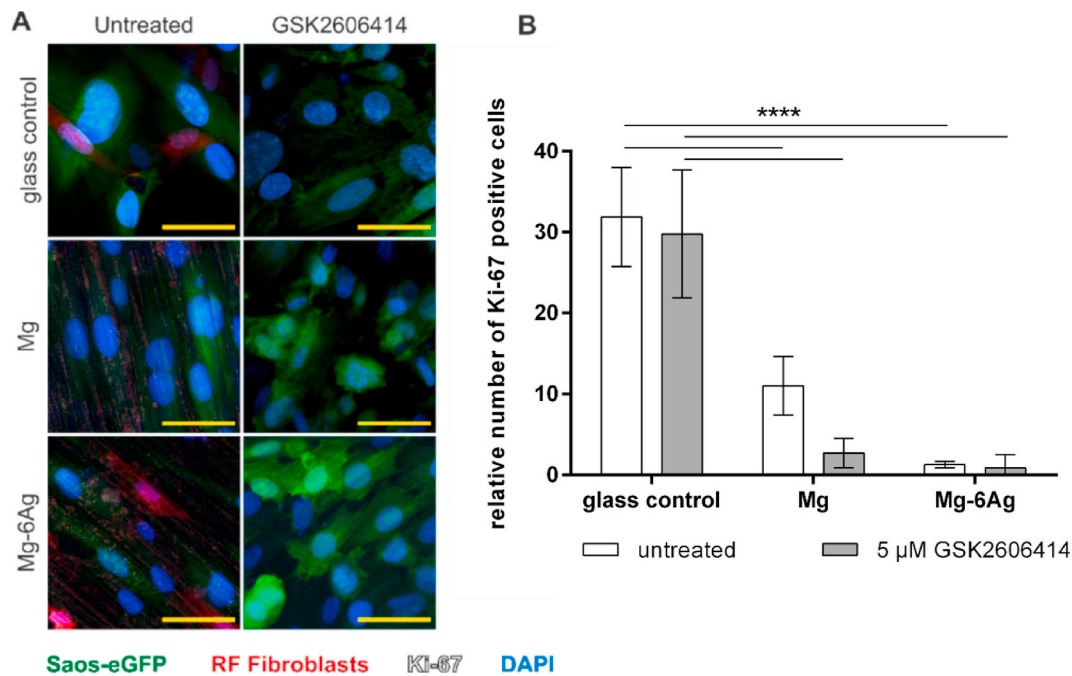 A
Untreated
GSK2606414
glass control
Mg
Mg-6Ag
Saos-eGFP
RF Fibroblasts
Ki-67
DAPI
B
****
relative number of Ki-67 positive cells
40
30
20
10
0
glass control
Mg
Mg-6Ag
untreated
5 µM GSK2606414